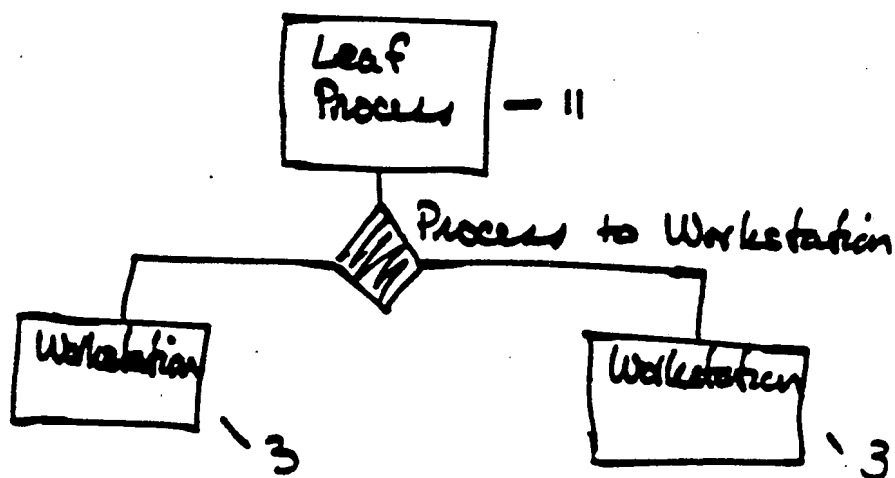 Leaf
Process
11
Process to Workstation
Workstation
Workstation
3
3